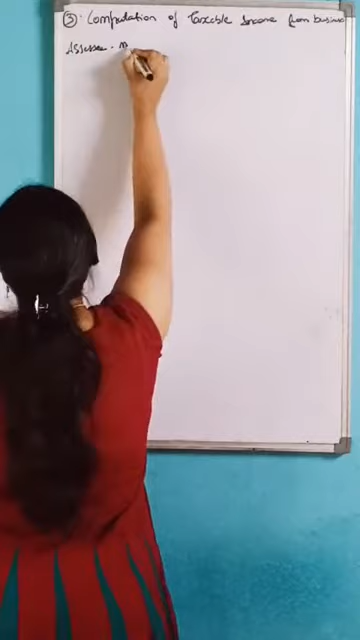 ③. Computation of Taxable Income from business
Assessee - m